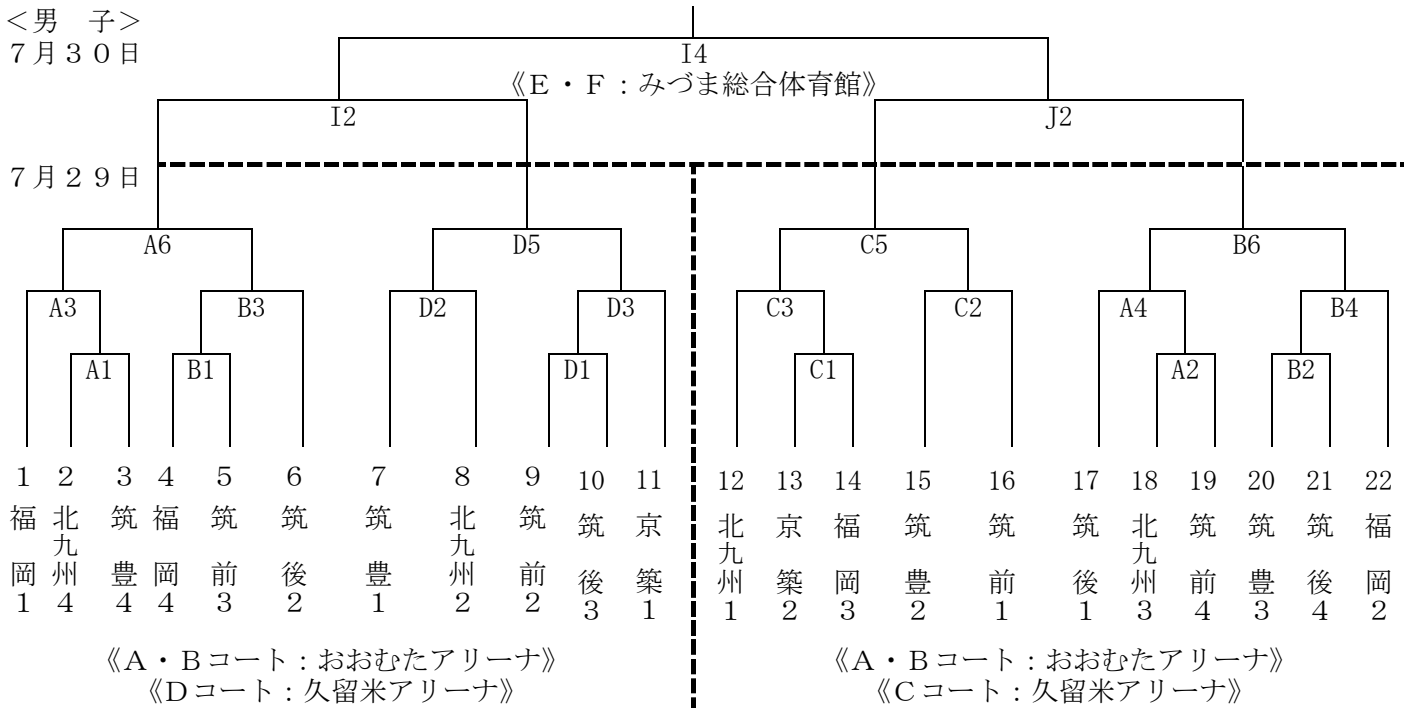 ＜男　子＞
７月３０日
I4
《Ｅ・Ｆ：みづま総合体育館》
I2
J2
７月２９日
A6
D5
C5
B6
A3
B3
D2
D3
C3
C2
A4
B4
A1
B1
D1
C1
A2
B2
1 2 3 4 5 6 7 8 9 10 11 12 13 14 15 16 17 18 19 20 21 22
福岡１
北九州４
筑豊４
福岡４
筑前３
筑後２
筑豊１
北九州２
筑前２
筑後３
京築１
北九州１
京築２
福岡３
筑豊２
筑前１
筑後１
北九州３
筑前４
筑豊３
筑後４
福岡２
《Ａ・Ｂコート：おおむたアリーナ》
《Ｄコート：久留米アリーナ》
《Ａ・Ｂコート：おおむたアリーナ》
《Ｃコート：久留米アリーナ》